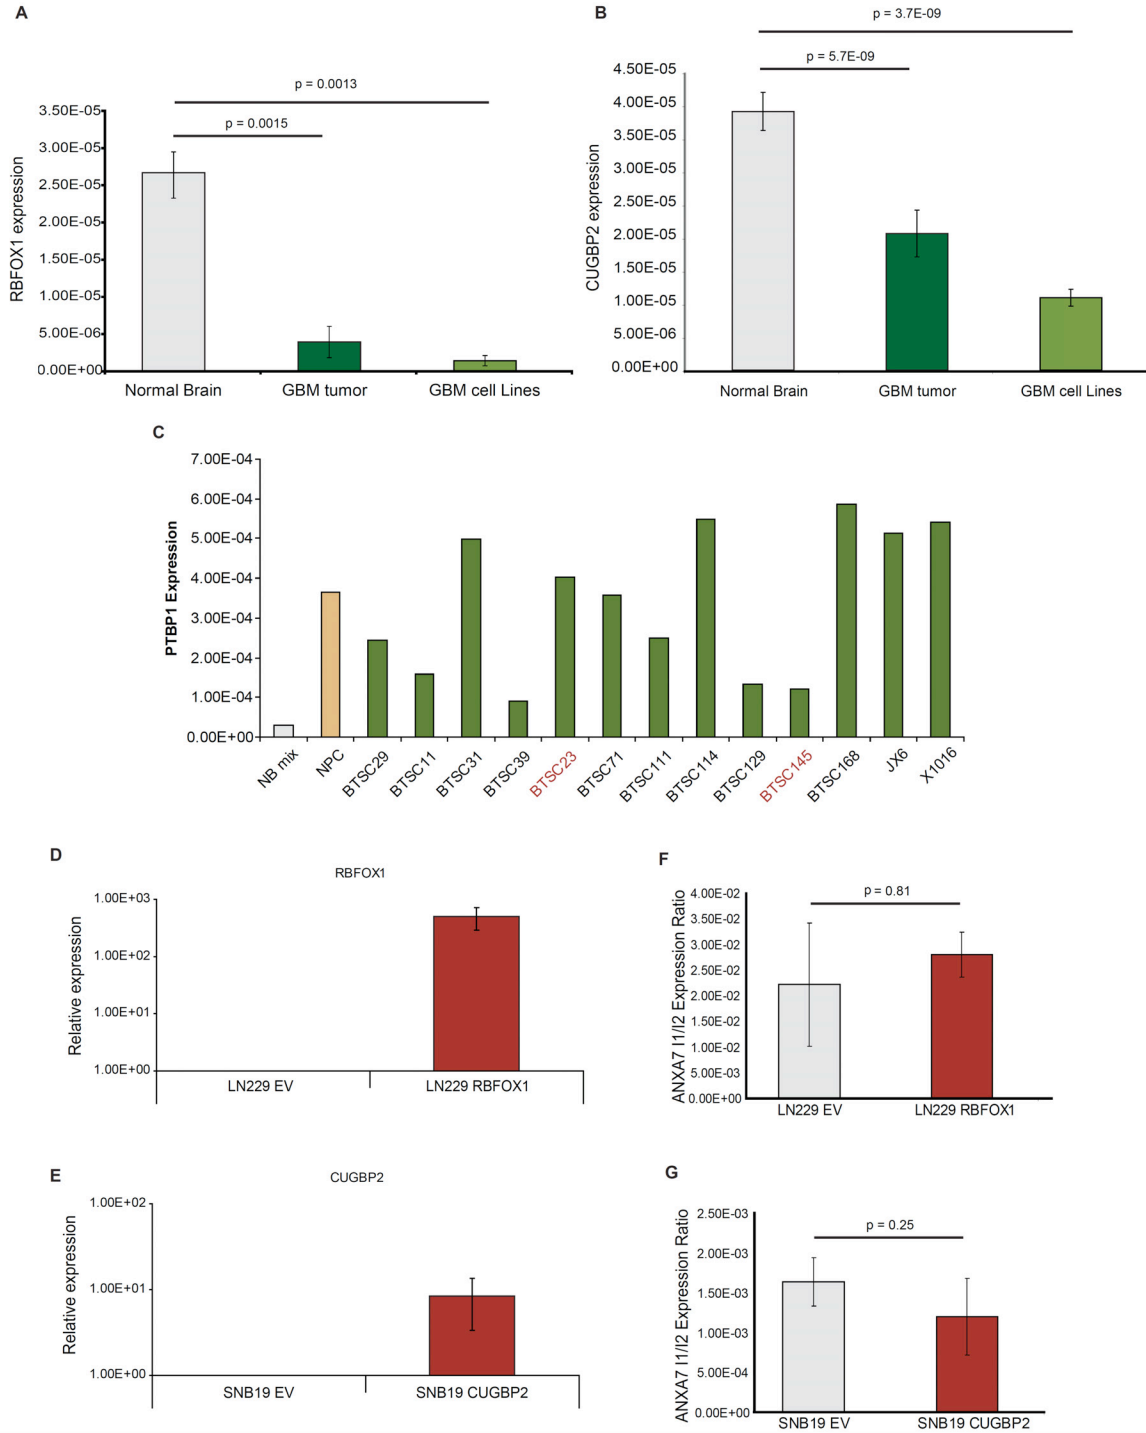 A
p = 0.0013
p = 0.0015
RBFOX1 expression
3.50E-05
3.00E-05
2.50E-05
2.00E-05
1.50E-05
1.00E-05
5.00E-06
0.00E+00
Normal Brain
GBM tumor
GBM cell Lines
B
p = 3.7E-09
p = 5.7E-09
CUGBP2 expression
4.50E-05
4.00E-05
3.50E-05
3.00E-05
2.50E-05
2.00E-05
1.50E-05
1.00E-05
5.00E-06
0.00E+00
Normal Brain
GBM tumor
GBM cell Lines
C
PTBP1 Expression
7.00E-04
6.00E-04
5.00E-04
4.00E-04
3.00E-04
2.00E-04
1.00E-04
0.00E+00
NB mix
NPC
BTSC29
BTSC11
BTSC31
BTSC39
BTSC23
BTSC71
BTSC111
BTSC114
BTSC129
BTSC145
BTSC168
JX6
X1016
D
RBFOX1
Relative expression
1.00E+03
1.00E+02
1.00E+01
1.00E+00
LN229 EV
LN229 RBFOX1
F
p = 0.81
ANXA7 I1/I2 Expression Ratio
4.00E-02
3.50E-02
3.00E-02
2.50E-02
2.00E-02
1.50E-02
1.00E-02
5.00E-03
0.00E+00
LN229 EV
LN229 RBFOX1
E
CUGBP2
Relative expression
1.00E+02
1.00E+01
1.00E+00
SNB19 EV
SNB19 CUGBP2
G
p = 0.25
ANXA7 I1/I2 Expression Ratio
2.50E-03
2.00E-03
1.50E-03
1.00E-03
5.00E-04
0.00E+00
SNB19 EV
SNB19 CUGBP2